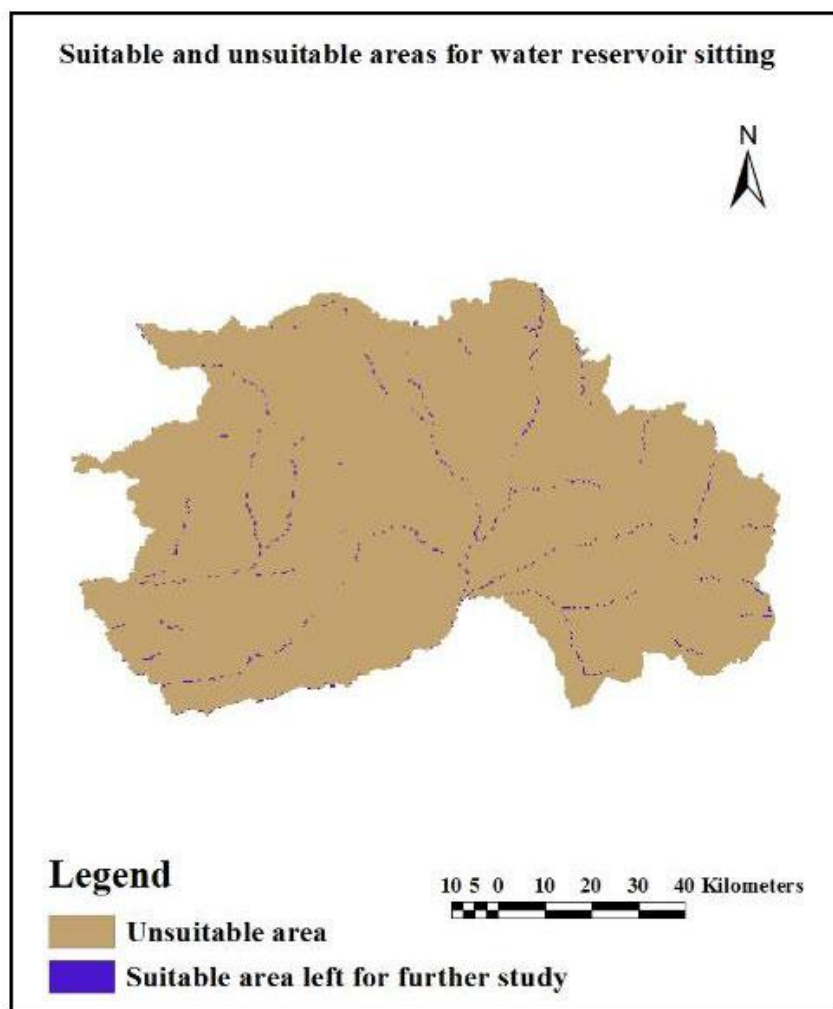 Suitable and unsuitable areas for water reservoir sitting
N
Legend
10 5 0 10 20 30 40 Kilometers
Unsuitable area
Suitable area left for further study